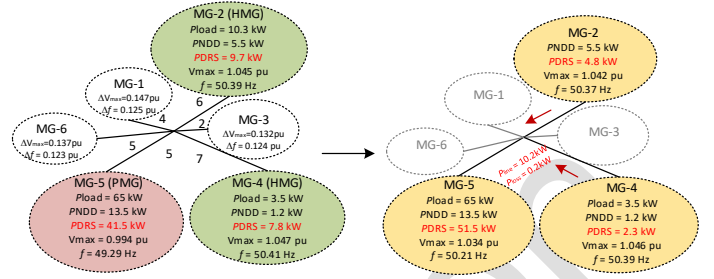 MG-2 (HMG)
Pload = 10.3 kW
PNDD = 5.5 kW
PDRS = 9.7 kW
Vmax = 1.045 pu
f = 50.39 Hz
MG-1
ΔVmax=0.147pu
Δf = 0.125 pu
MG-3
ΔVmax=0.132pu
Δf = 0.124 pu
MG-6
ΔVmax=0.137pu
Δf = 0.123 pu
6
4
2
5
5
7
MG-5 (PMG)
Pload = 65 kW
PNDD = 13.5 kW
PDRS = 41.5 kW
Vmax = 0.994 pu
f = 49.29 Hz
MG-4 (HMG)
Pload = 3.5 kW
PNDD = 1.2 kW
PDRS = 7.8 kW
Vmax = 1.047 pu
f = 50.41 Hz
MG-2
PNDD = 5.5 kW
PDRS = 4.8 kW
Vmax = 1.042 pu
f = 50.37 Hz
MG-1
MG-3
MG-6
Pline = 10.2kW
Ploss = 0.2kW
MG-5
Pload = 65 kW
PNDD = 13.5 kW
PDRS = 51.5 kW
Vmax = 1.034 pu
f = 50.21 Hz
MG-4
Pload = 3.5 kW
PNDD = 1.2 kW
PDRS = 2.3 kW
Vmax = 1.046 pu
f = 50.39 Hz